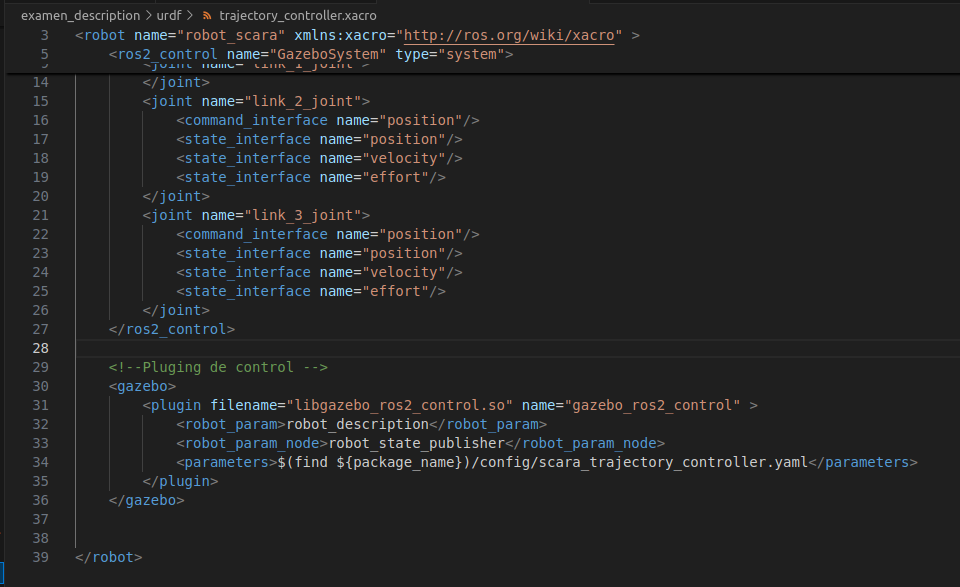 examen_description > urdf > trajectory_controller.xacro
3 <robot name="robot_scara" xmlns:xacro="http://ros.org/wiki/xacro" >
5 <ros2_control name="GazeboSystem" type="system">
<joint name="link_1_joint">
14 </joint>
15 <joint name="link_2_joint">
16 <command_interface name="position"/>
17 <state_interface name="position"/>
18 <state_interface name="velocity"/>
19 <state_interface name="effort"/>
20 </joint>
21 <joint name="link_3_joint">
22 <command_interface name="position"/>
23 <state_interface name="position"/>
24 <state_interface name="velocity"/>
25 <state_interface name="effort"/>
26 </joint>
27 </ros2_control>
28
29 <!--Pluging de control -->
30 <gazebo>
31 <plugin filename="libgazebo_ros2_control.so" name="gazebo_ros2_control" >
32 <robot_param>robot_description</robot_param>
33 <robot_param_node>robot_state_publisher</robot_param_node>
34 <parameters>$(find ${package_name})/config/scara_trajectory_controller.yaml</parameters>
35 </plugin>
36 </gazebo>
37
38
39 </robot>